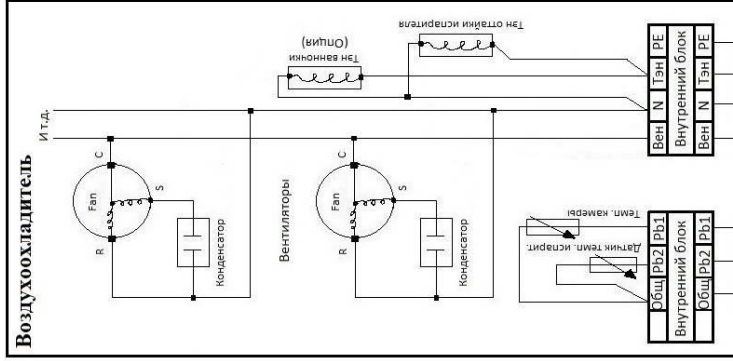 Воздухоохладитель
И т.д.
Тэн ванночки
(Опция)
Тэн оттайки испарителя
C
Fan
R
S
Конденсатор
Вентиляторы
C
Fan
R
S
Конденсатор
Вен N Тэн PE
Внутренний блок
Вен N Тэн PE
Темп. камеры
Датчик темп. испарит.
Общ Pb2 Pb1
Внутренний блок
Общ Pb2 Pb1